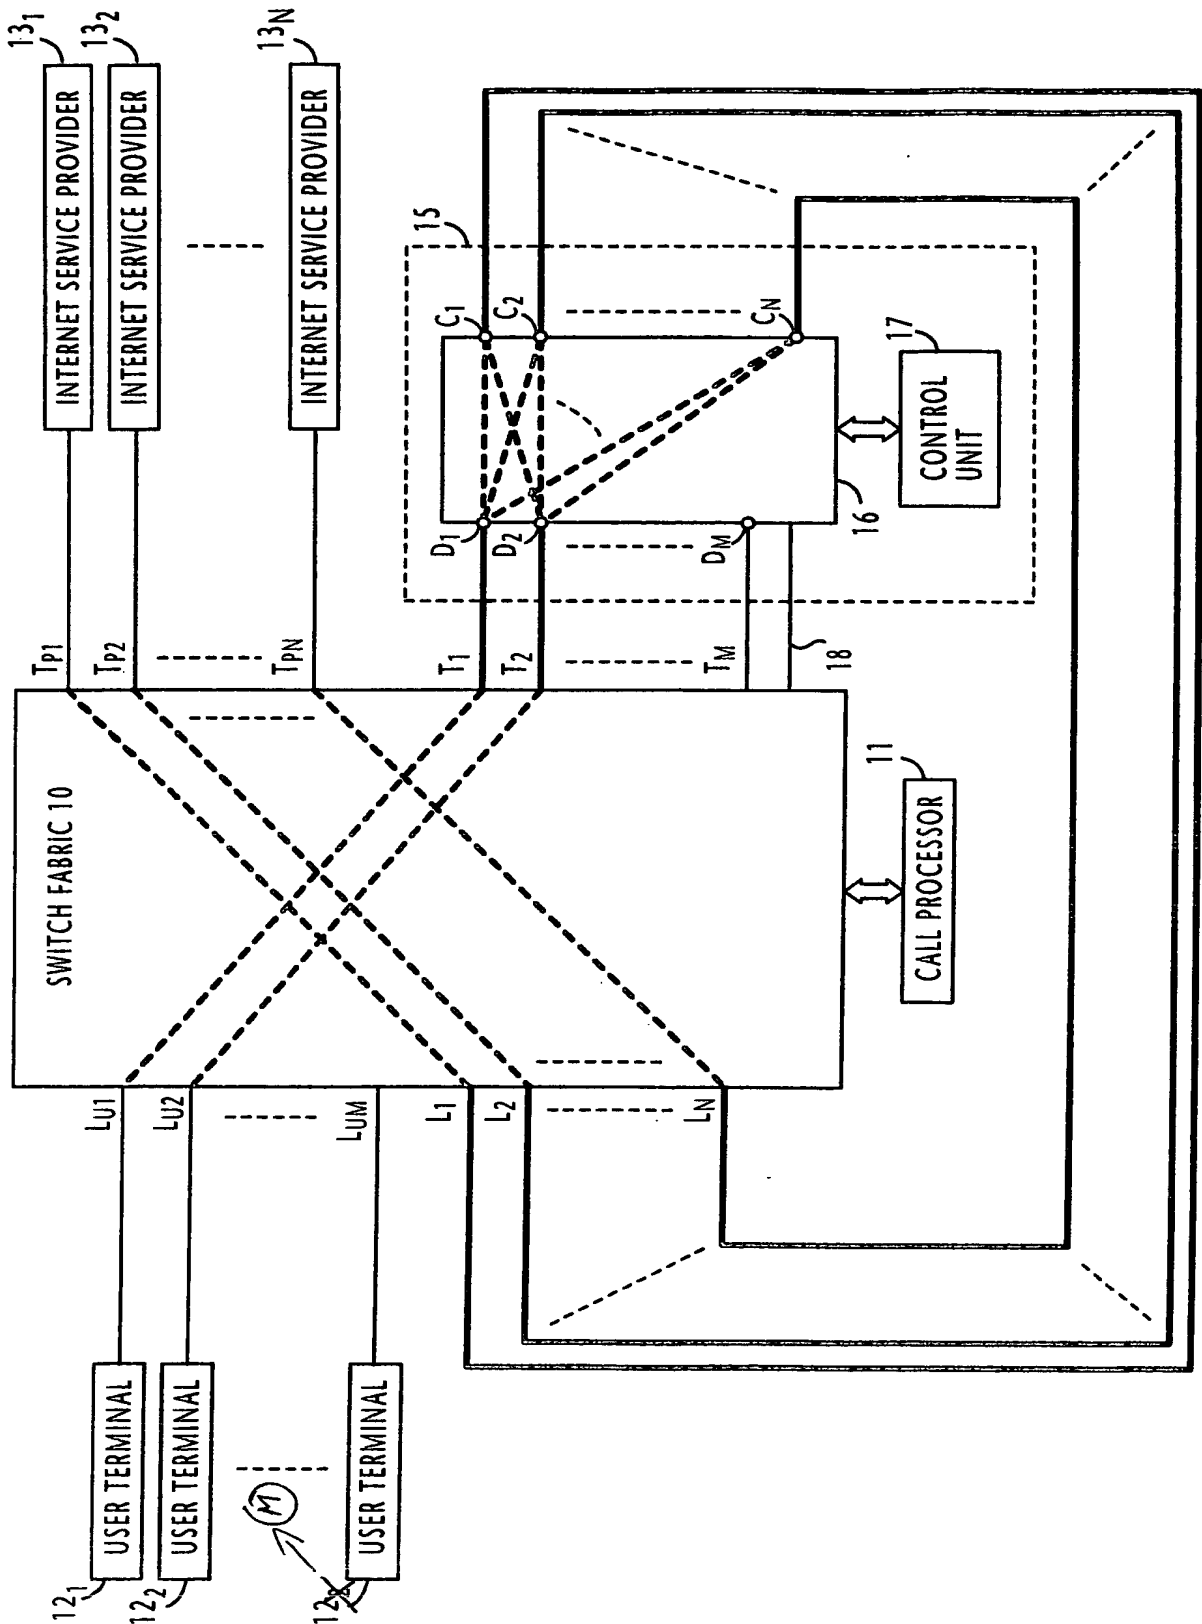 13₁
INTERNET SERVICE PROVIDER
13₂
INTERNET SERVICE PROVIDER
13N
INTERNET SERVICE PROVIDER
TP1
TP2
TPN
T1
T2
TM
18
SWITCH FABRIC 10
LU1
LU2
LUM
L1
L2
LN
11
CALL PROCESSOR
15
C1
C2
CN
D1
D2
DM
16
17
CONTROL
UNIT
12₁
USER TERMINAL
12₂
USER TERMINAL
M
12
USER TERMINAL